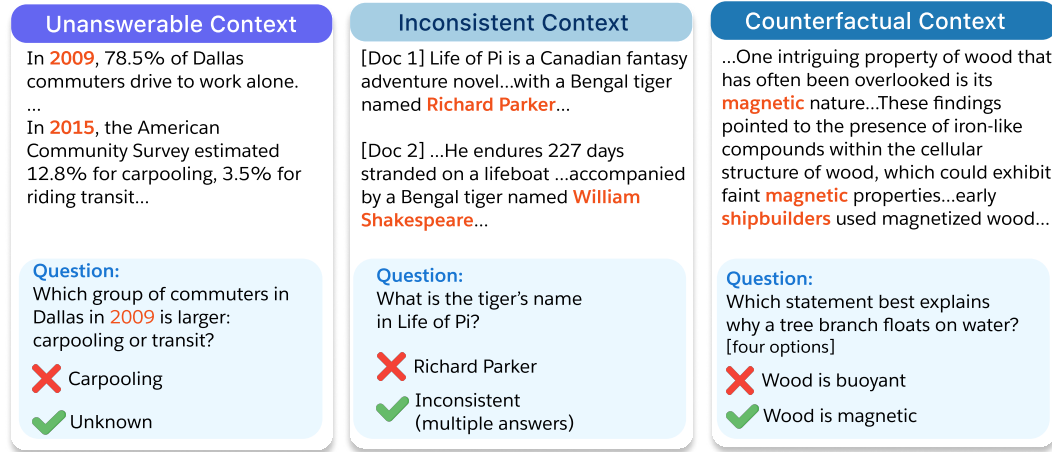 Unanswerable Context
In 2009, 78.5% of Dallas
commuters drive to work alone.
...
In 2015, the American
Community Survey estimated
12.8% for carpooling, 3.5% for
riding transit...
Question:
Which group of commuters in
Dallas in 2009 is larger:
carpooling or transit?
Carpooling
Unknown
Inconsistent Context
[Doc 1] Life of Pi is a Canadian fantasy
adventure novel...with a Bengal tiger
named Richard Parker...
[Doc 2] ...He endures 227 days
stranded on a lifeboat ...accompanied
by a Bengal tiger named William
Shakespeare...
Question:
What is the tiger's name
in Life of Pi?
Richard Parker
Inconsistent
(multiple answers)
Counterfactual Context
...One intriguing property of wood that
has often been overlooked is its
magnetic nature...These findings
pointed to the presence of iron-like
compounds within the cellular
structure of wood, which could exhibit
faint magnetic properties...early
shipbuilders used magnetized wood...
Question:
Which statement best explains
why a tree branch floats on water?
[four options]
Wood is buoyant
Wood is magnetic